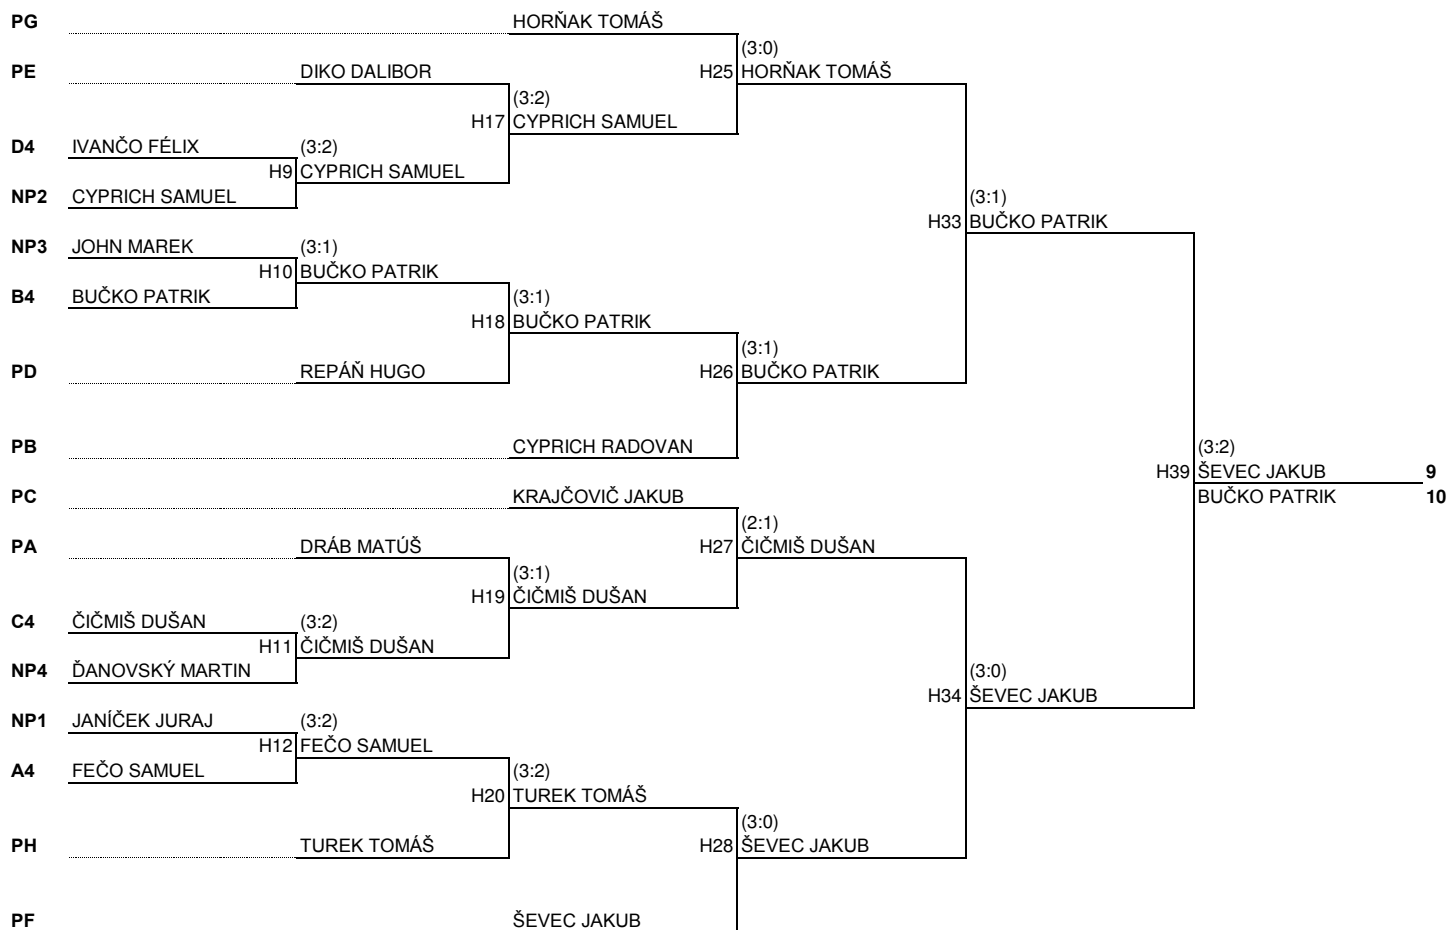 PG HORŇAK TOMÁŠ
(3:0)
PE DIKO DALIBOR H25 HORŇAK TOMÁŠ
(3:2)
H17 CYPRICH SAMUEL
D4 IVANČO FÉLIX (3:2)
H9 CYPRICH SAMUEL
NP2 CYPRICH SAMUEL (3:1)
H33 BUČKO PATRIK
NP3 JOHN MAREK (3:1)
H10 BUČKO PATRIK
B4 BUČKO PATRIK (3:1)
H18 BUČKO PATRIK
(3:1)
PD REPÁŇ HUGO H26 BUČKO PATRIK
PB CYPRICH RADOVAN (3:2)
H39 ŠEVEC JAKUB 9
PC KRAJČOVIČ JAKUB BUČKO PATRIK 10
(2:1)
PA DRÁB MATÚŠ H27 ČIČMIŠ DUŠAN
(3:1)
H19 ČIČMIŠ DUŠAN
C4 ČIČMIŠ DUŠAN (3:2)
H11 ČIČMIŠ DUŠAN
NP4 ĎANOVSKÝ MARTIN (3:0)
H34 ŠEVEC JAKUB
NP1 JANÍČEK JURAJ (3:2)
H12 FEČO SAMUEL
A4 FEČO SAMUEL (3:2)
H20 TUREK TOMÁŠ
(3:0)
PH TUREK TOMÁŠ H28 ŠEVEC JAKUB
PF ŠEVEC JAKUB